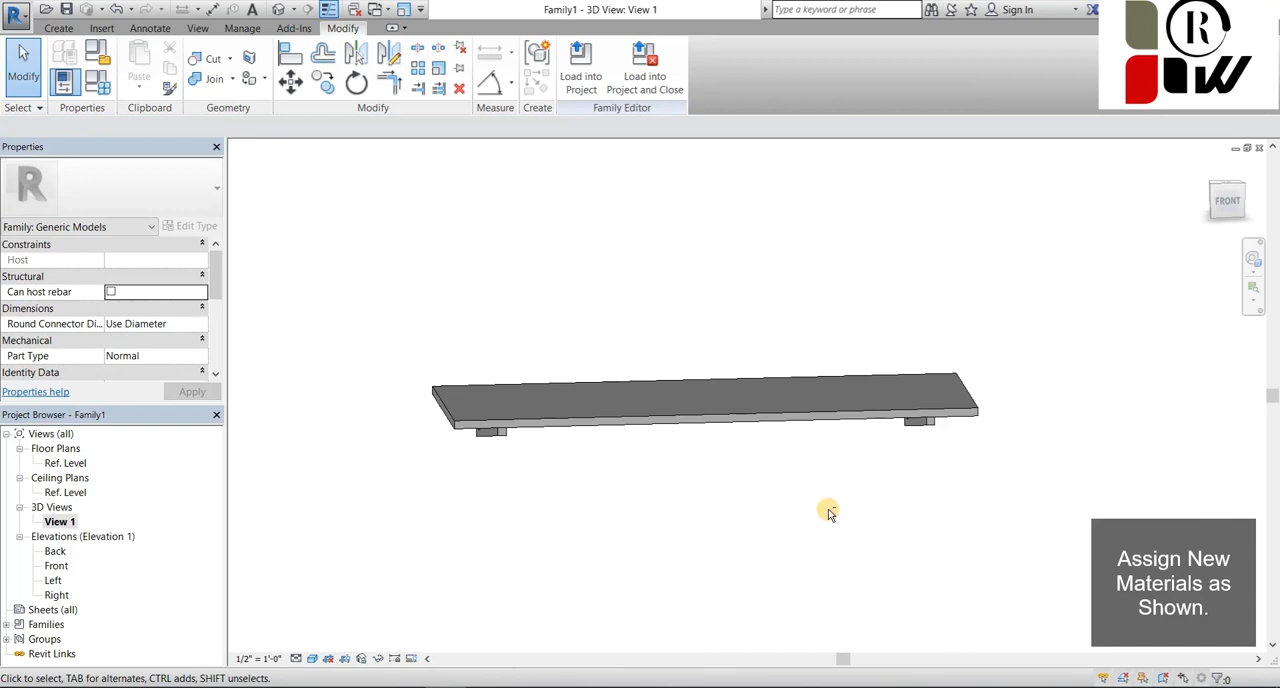 Family1 - 3D View: View 1
Type a keyword or phrase
Sign In
Create
Insert
Annotate
View
Manage
Add-Ins
Modify
R
Modify
Paste
Cut
Join
Load into
Project
Load into
Project and Close
Select
Properties
Clipboard
Geometry
Modify
Measure
Create
Family Editor
Properties
R
Family: Generic Models
Edit Type
Constraints
Host
Structural
Can host rebar
Dimensions
Round Connector Di...
Use Diameter
Mechanical
Part Type
Normal
Identity Data
Properties help
Apply
Project Browser - Family1
Views (all)
Floor Plans
Ref. Level
Ceiling Plans
Ref. Level
3D Views
View 1
Elevations (Elevation 1)
Back
Front
Left
Right
Sheets (all)
Families
Groups
Revit Links
FRONT
Assign New
Materials as
Shown.
1/2" = 1'-0"
Click to select, TAB for alternates, CTRL adds, SHIFT unselects.
:0